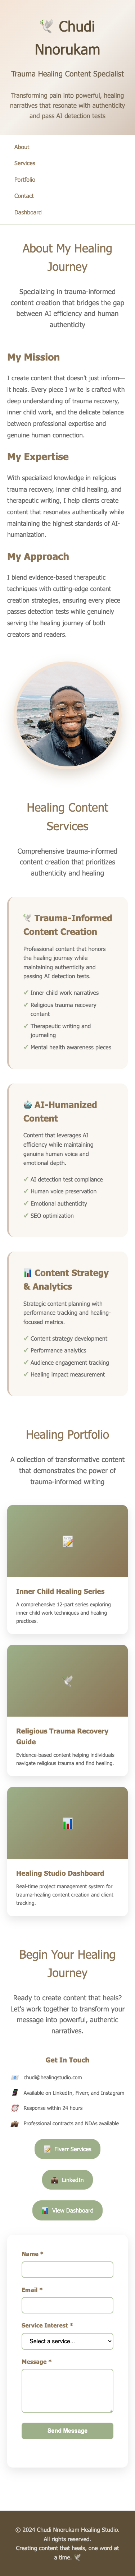 🕊️ Chudi
Nnorukam
Trauma Healing Content Specialist
Transforming pain into powerful, healing
narratives that resonate with authenticity
and pass AI detection tests
About
Services
Portfolio
Contact
Dashboard
About My Healing
Journey
Specializing in trauma-informed
content creation that bridges the gap
between AI efficiency and human
authenticity
My Mission
I create content that doesn't just inform—
it heals. Every piece I write is crafted with
deep understanding of trauma recovery,
inner child work, and the delicate balance
between professional expertise and
genuine human connection.
My Expertise
With specialized knowledge in religious
trauma recovery, inner child healing, and
therapeutic writing, I help clients create
content that resonates authentically while
maintaining the highest standards of AI-
humanization.
My Approach
I blend evidence-based therapeutic
techniques with cutting-edge content
strategies, ensuring every piece
passes detection tests while genuinely
serving the healing journey of both
creators and readers.
Healing Content
Services
Comprehensive trauma-informed
content creation that prioritizes
authenticity and healing
🕊️ Trauma-Informed
Content Creation
Professional content that honors
the healing journey while
maintaining authenticity and
passing AI detection tests.
✓ Inner child work narratives
✓ Religious trauma recovery
content
✓ Therapeutic writing and
journaling
✓ Mental health awareness pieces
🤖 AI-Humanized
Content
Content that leverages AI
efficiency while maintaining
genuine human voice and
emotional depth.
✓ AI detection test compliance
✓ Human voice preservation
✓ Emotional authenticity
✓ SEO optimization
📊 Content Strategy
& Analytics
Strategic content planning with
performance tracking and healing-
focused metrics.
✓ Content strategy development
✓ Performance analytics
✓ Audience engagement tracking
✓ Healing impact measurement
Healing Portfolio
A collection of transformative content
that demonstrates the power of
trauma-informed writing
Inner Child Healing Series
A comprehensive 12-part series exploring
inner child work techniques and healing
practices.
Religious Trauma Recovery
Guide
Evidence-based content helping individuals
navigate religious trauma and find healing.
Healing Studio Dashboard
Real-time project management system for
trauma-healing content creation and client
tracking.
Begin Your Healing
Journey
Ready to create content that heals?
Let's work together to transform your
message into powerful, authentic
narratives.
Get In Touch
📧 chudi@healingstudio.com
📱 Available on LinkedIn, Fiverr, and Instagram
⏰ Response within 24 hours
💼 Professional contracts and NDAs available
📝 Fiverr Services
💼 LinkedIn
📊 View Dashboard
Name *
Email *
Service Interest *
Select a service...
Message *
Send Message
© 2024 Chudi Nnorukam Healing Studio.
All rights reserved.
Creating content that heals, one word at
a time. 🕊️